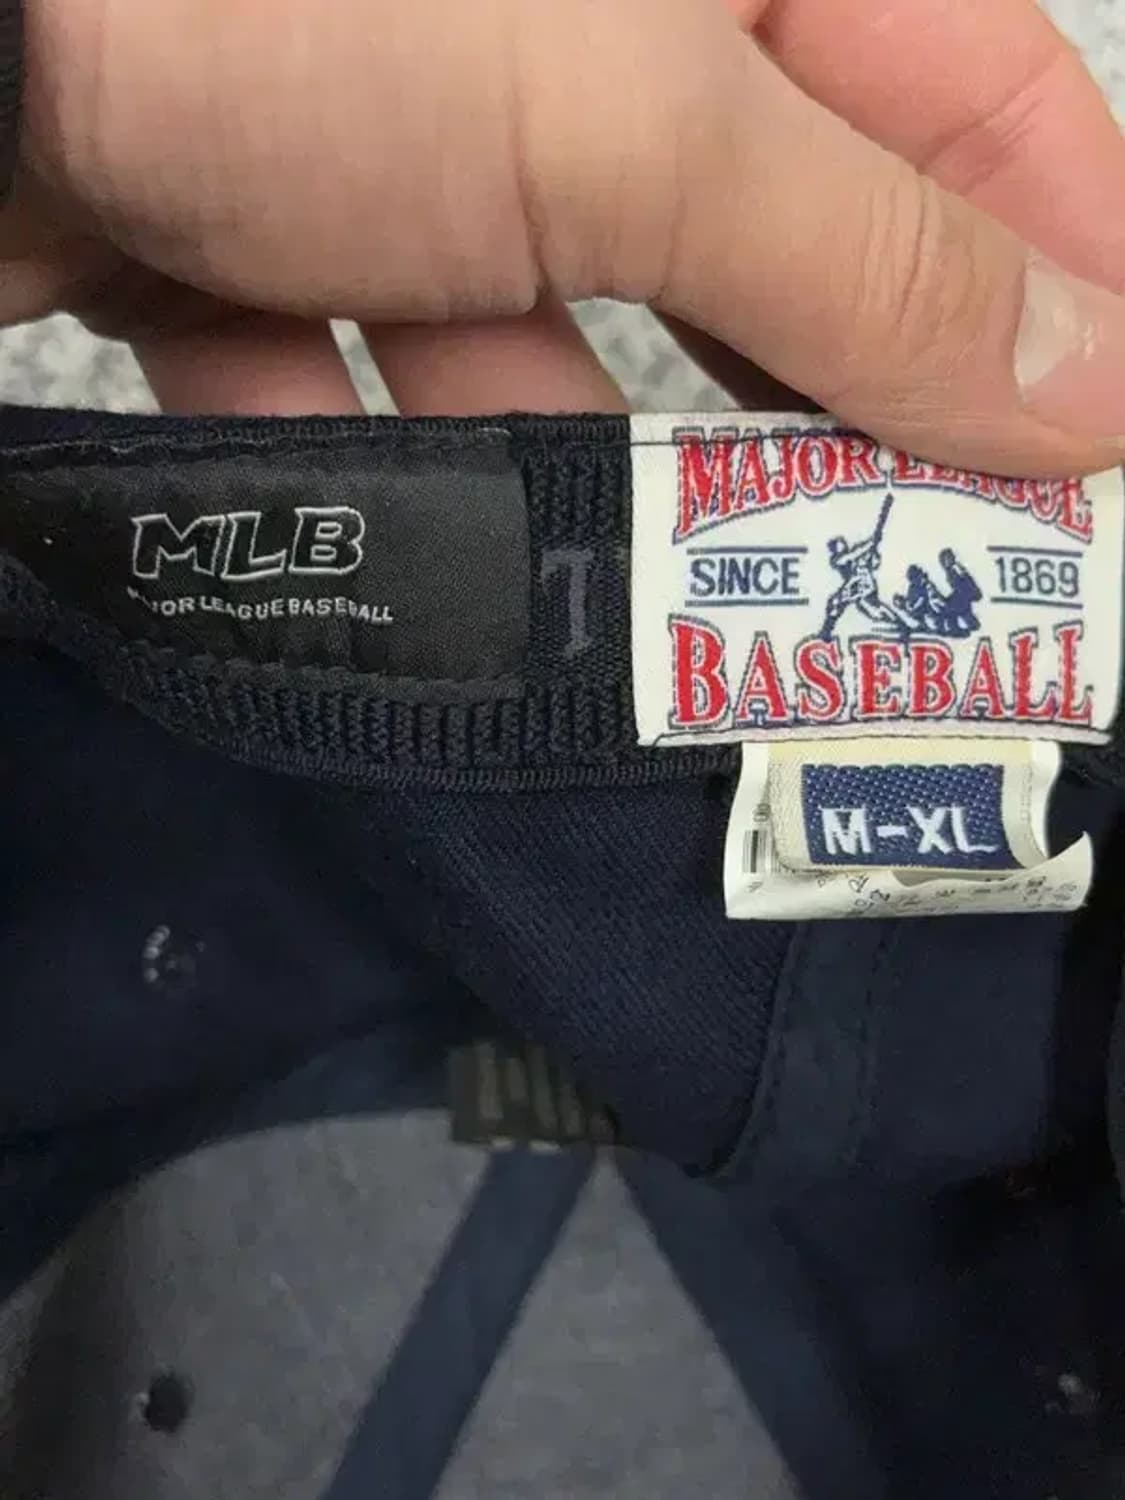 MLB
MAJOR LEAGUE BASEBALL
MAJOR LEAGUE
SINCE 1869
BASEBALL
M-XL